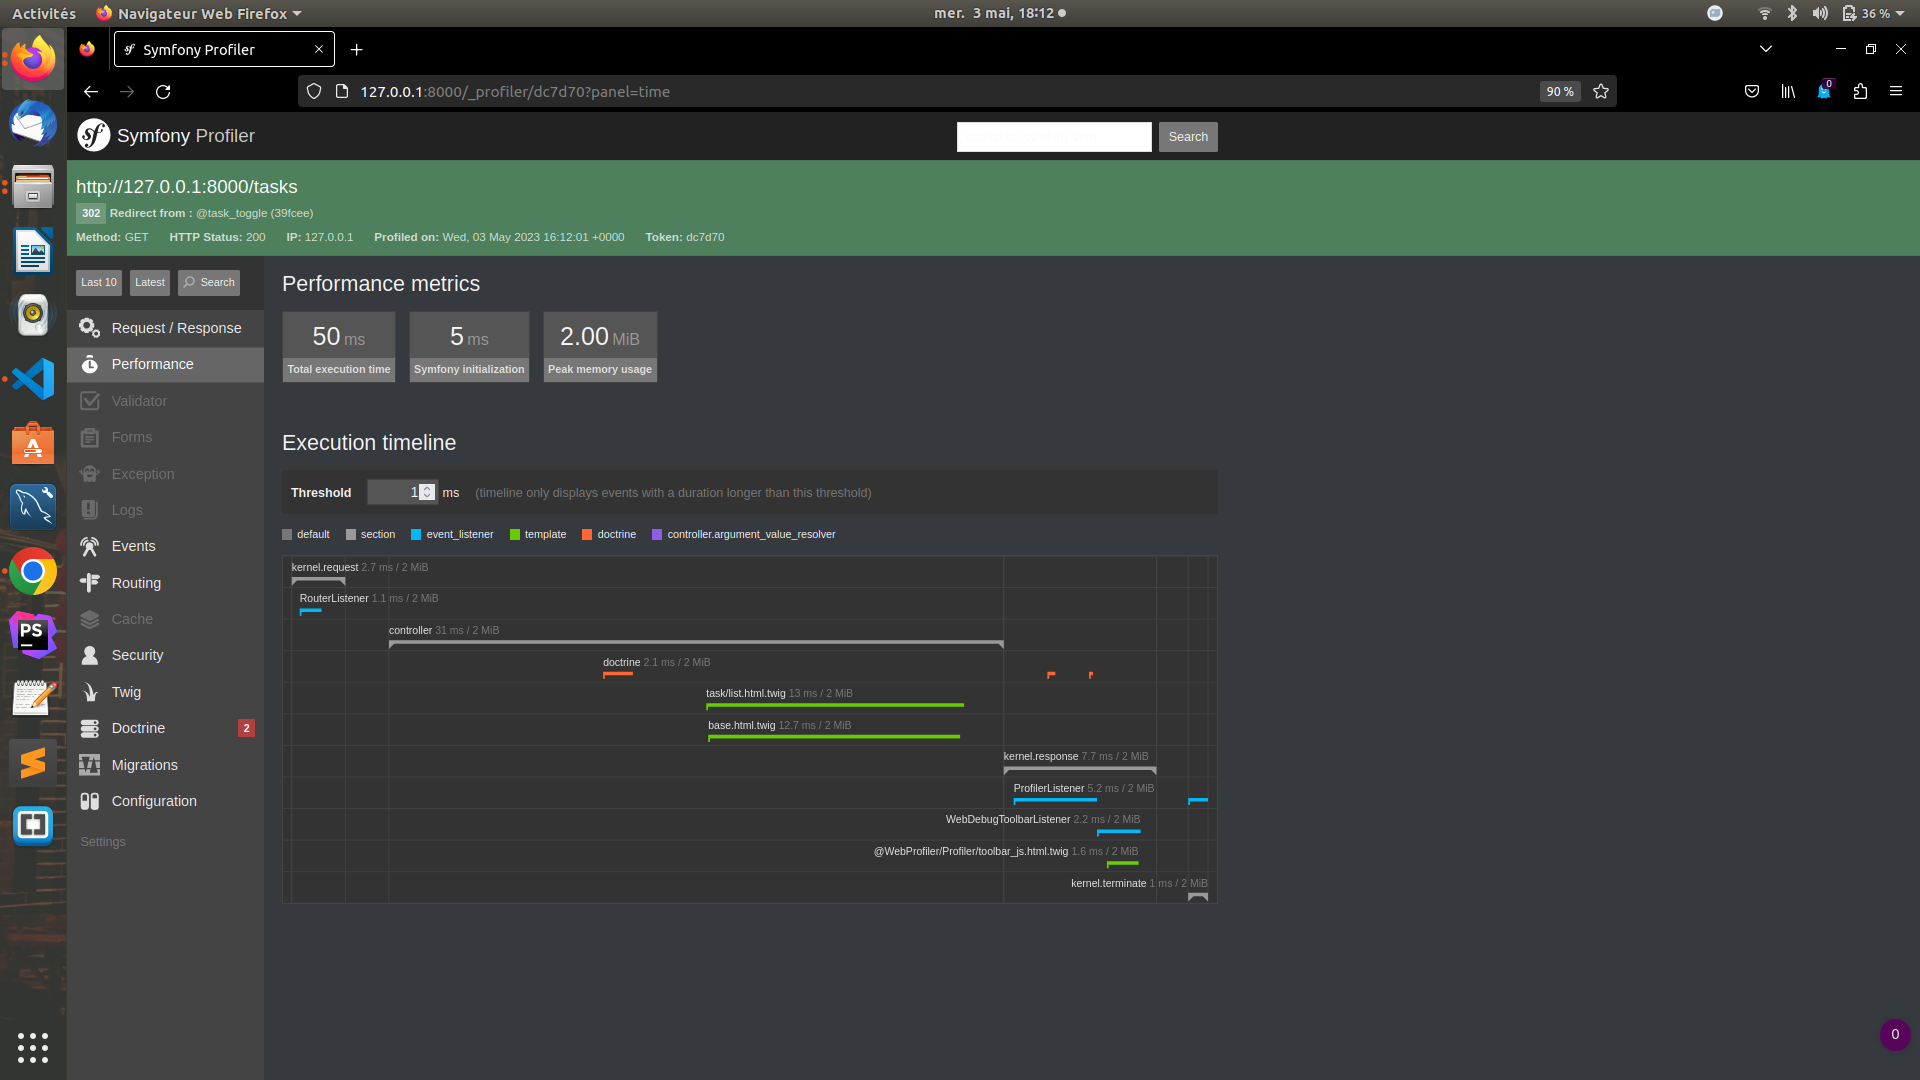 Activités Navigateur Web Firefox mer. 3 mai, 18:12 36 %
Symfony Profiler
127.0.0.1:8000/_profiler/dc7d70?panel=time 90 % 0
Symfony Profiler Search
http://127.0.0.1:8000/tasks
302 Redirect from : @task_toggle (39fcee)
Method: GET HTTP Status: 200 IP: 127.0.0.1 Profiled on: Wed, 03 May 2023 16:12:01 +0000 Token: dc7d70
Last 10 Latest Search
Request / Response
Performance
Validator
Forms
Exception
Logs
Events
Routing
Cache
Security
Twig
Doctrine 2
Migrations
Configuration
Settings
Performance metrics
50 ms 5 ms 2.00 MiB
Total execution time Symfony initialization Peak memory usage
Execution timeline
Threshold 1 ms (timeline only displays events with a duration longer than this threshold)
default section event_listener template doctrine controller.argument_value_resolver
kernel.request 2.7 ms / 2 MiB
RouterListener 1.1 ms / 2 MiB
controller 31 ms / 2 MiB
doctrine 2.1 ms / 2 MiB
task/list.html.twig 13 ms / 2 MiB
base.html.twig 12.7 ms / 2 MiB
kernel.response 7.7 ms / 2 MiB
ProfilerListener 5.2 ms / 2 MiB
WebDebugToolbarListener 2.2 ms / 2 MiB
@WebProfiler/Profiler/toolbar_js.html.twig 1.6 ms / 2 MiB
kernel.terminate 1 ms / 2 MiB
PS
0